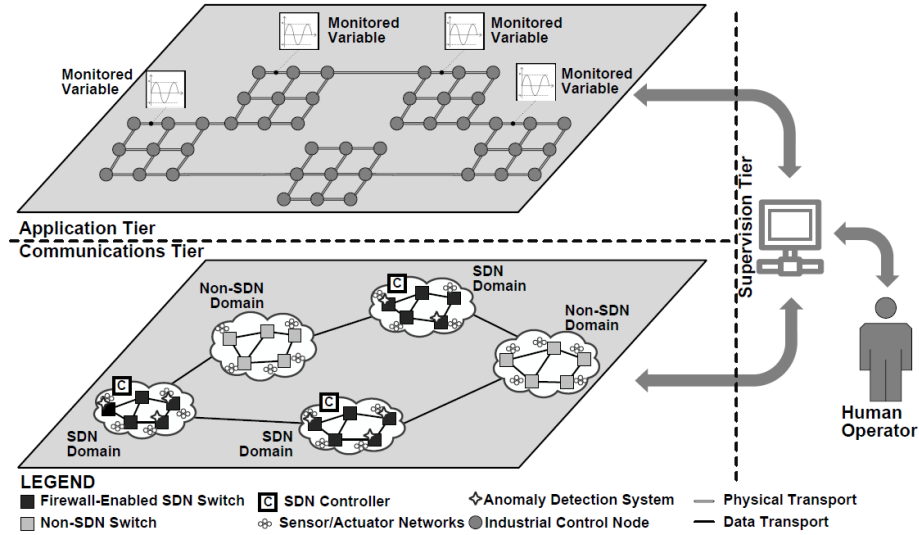 Monitored
Variable
Monitored
Variable
Monitored
Variable
Monitored
Variable
Application Tier
Communications Tier
Supervision Tier
Non-SDN
Domain
C
SDN
Domain
Non-SDN
Domain
C
SDN
Domain
C
SDN
Domain
Human
Operator
LEGEND
Firewall-Enabled SDN Switch
C SDN Controller
Anomaly Detection System
Physical Transport
Non-SDN Switch
Sensor/Actuator Networks
Industrial Control Node
Data Transport